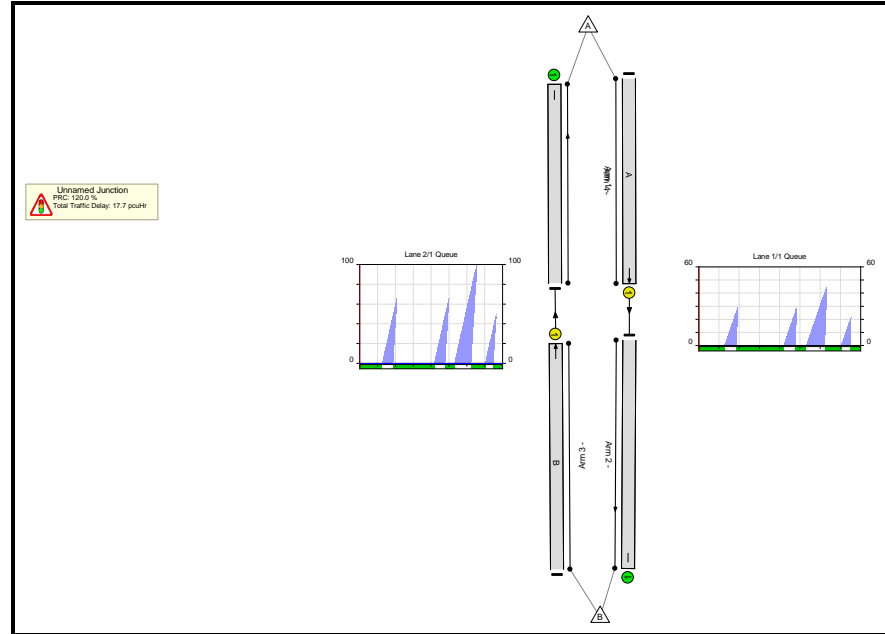 A
Unnamed Junction
PRC: 120.0 %
Total Traffic Delay: 17.7 pcuHr
A
Lane 2/1 Queue
100
100
0
0
Lane 1/1 Queue
60
60
0
0
B
Arm 3 -
Arm 2 -
B